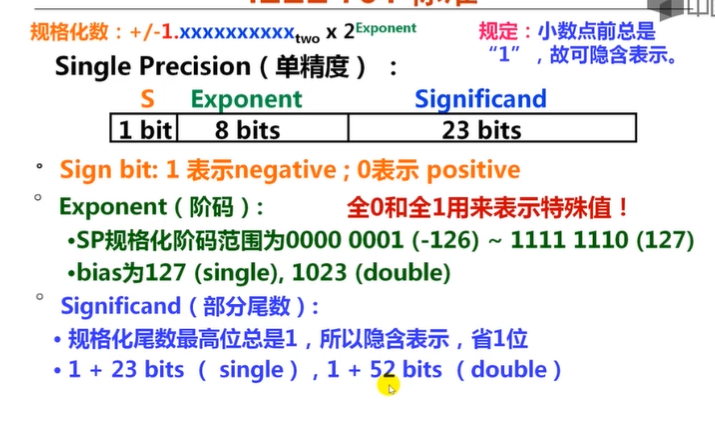 规格化数：+/-1.xxxxxxxxxx two x 2 Exponent
规定：小数点前总是“1”，故可隐含表示。
Single Precision（单精度）：
S Exponent Significand
1 bit 8 bits 23 bits
Sign bit: 1 表示negative ; 0表示 positive
Exponent（阶码）： 全0和全1用来表示特殊值！
•SP规格化阶码范围为0000 0001 (-126) ~ 1111 1110 (127)
•bias为127 (single), 1023 (double)
Significand（部分尾数）：
• 规格化尾数最高位总是1，所以隐含表示，省1位
• 1 + 23 bits （ single），1 + 52 bits （double）